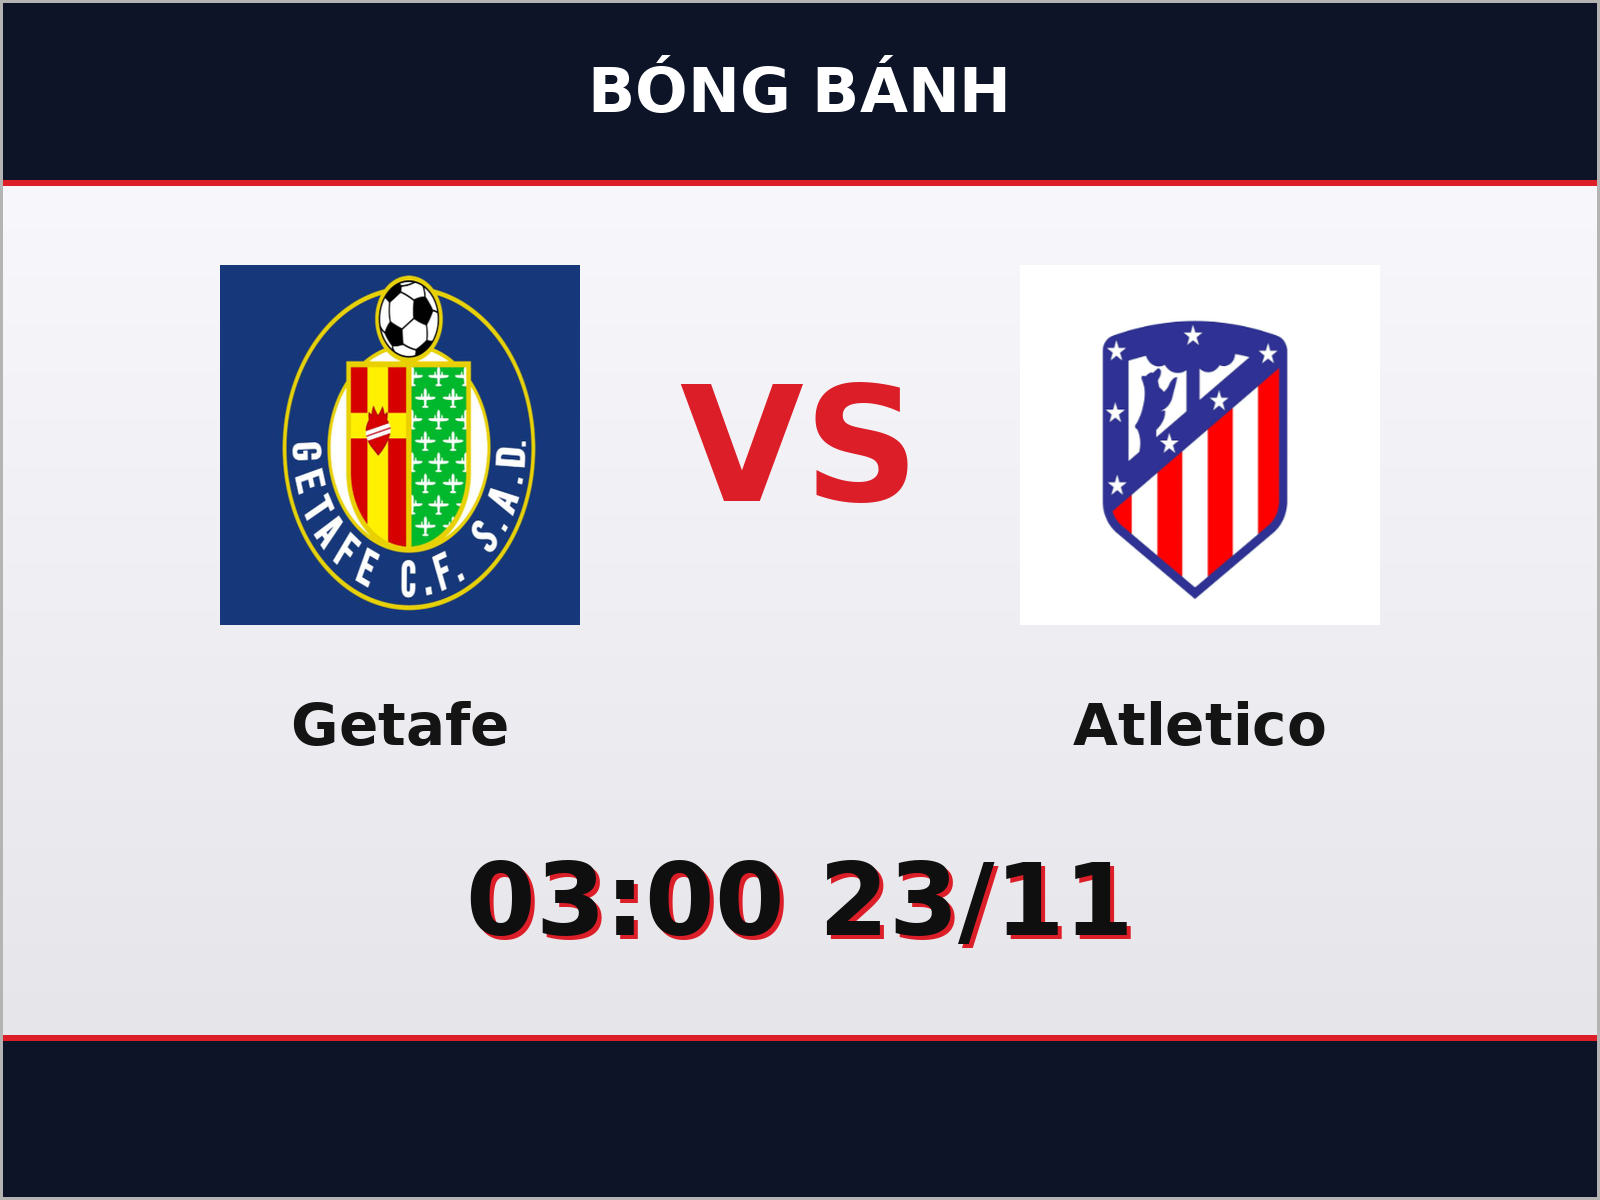 BÓNG BÁNH
GETAFE C.F. S.A.D.
VS
Getafe
Atletico
03:00 23/11